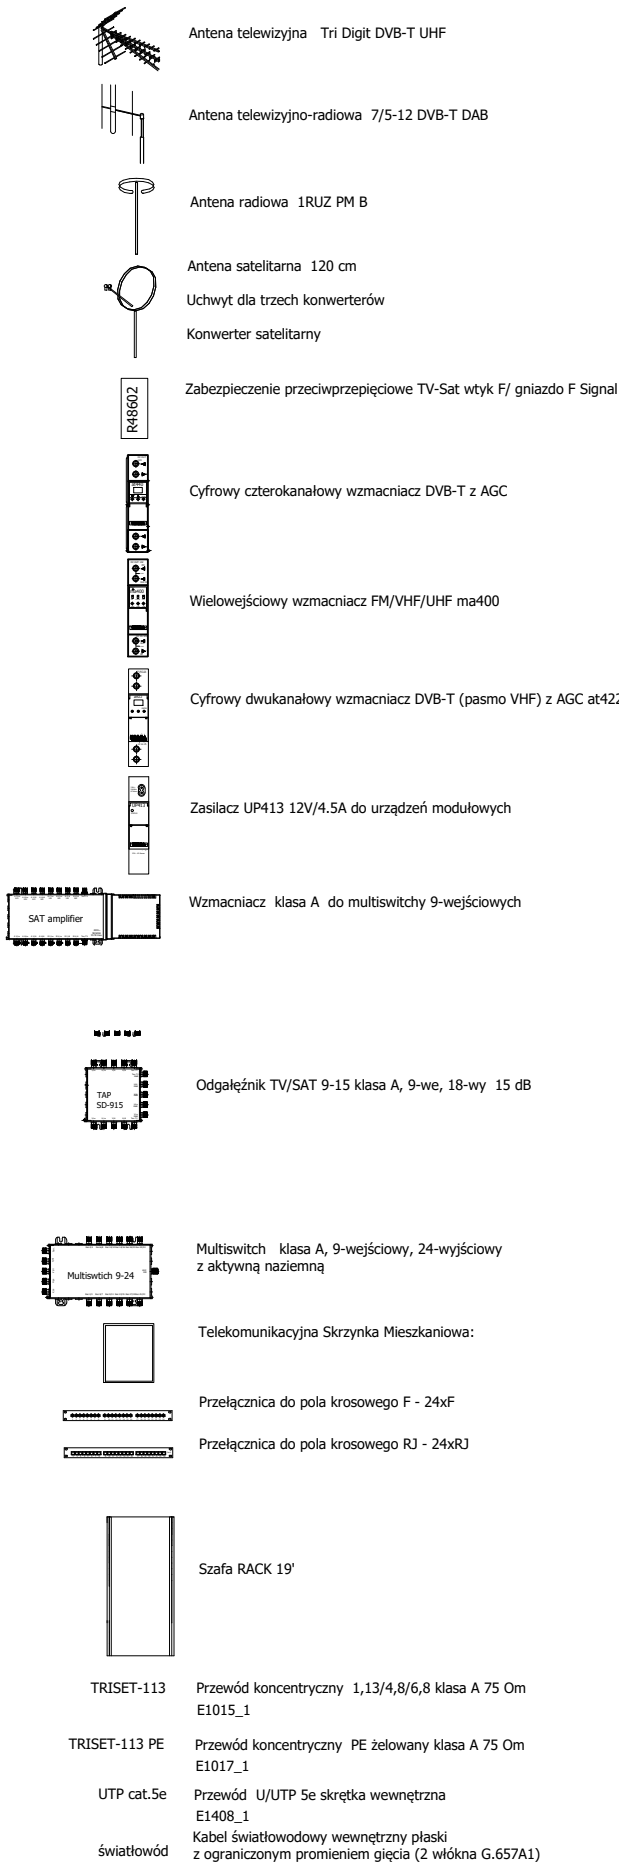 Antena telewizyjna Tri Digit DVB-T UHF
Antena telewizyjno-radiowa 7/5-12 DVB-T DAB
Antena radiowa 1RUZ PM B
Antena satelitarna 120 cm
Uchwyt dla trzech konwerterów
Konwerter satelitarny
R48602
Zabezpieczenie przeciwprzepięciowe TV-Sat wtyk F/ gniazdo F Signal
Cyfrowy czterokanałowy wzmacniacz DVB-T z AGC
Wielowejściowy wzmacniacz FM/VHF/UHF ma400
Cyfrowy dwukanałowy wzmacniacz DVB-T (pasmo VHF) z AGC at422
Zasilacz UP413 12V/4.5A do urządzeń modułowych
Wzmacniacz klasa A do multiswitchy 9-wejściowych
SAT amplifier
TAP
SD-915
Odgałęźnik TV/SAT 9-15 klasa A, 9-we, 18-wy 15 dB
Multiswitch klasa A, 9-wejściowy, 24-wyjściowy
z aktywną naziemną
Multiswtich 9-24
Telekomunikacyjna Skrzynka Mieszkaniowa:
Przełącznica do pola krosowego F - 24xF
Przełącznica do pola krosowego RJ - 24xRJ
Szafa RACK 19'
TRISET-113 Przewód koncentryczny 1,13/4,8/6,8 klasa A 75 Om
E1015_1
TRISET-113 PE Przewód koncentryczny PE żelowany klasa A 75 Om
E1017_1
UTP cat.5e Przewód U/UTP 5e skrętka wewnętrzna
E1408_1
światłowód Kabel światłowodowy wewnętrzny płaski
z ograniczonym promieniem gięcia (2 włókna G.657A1)